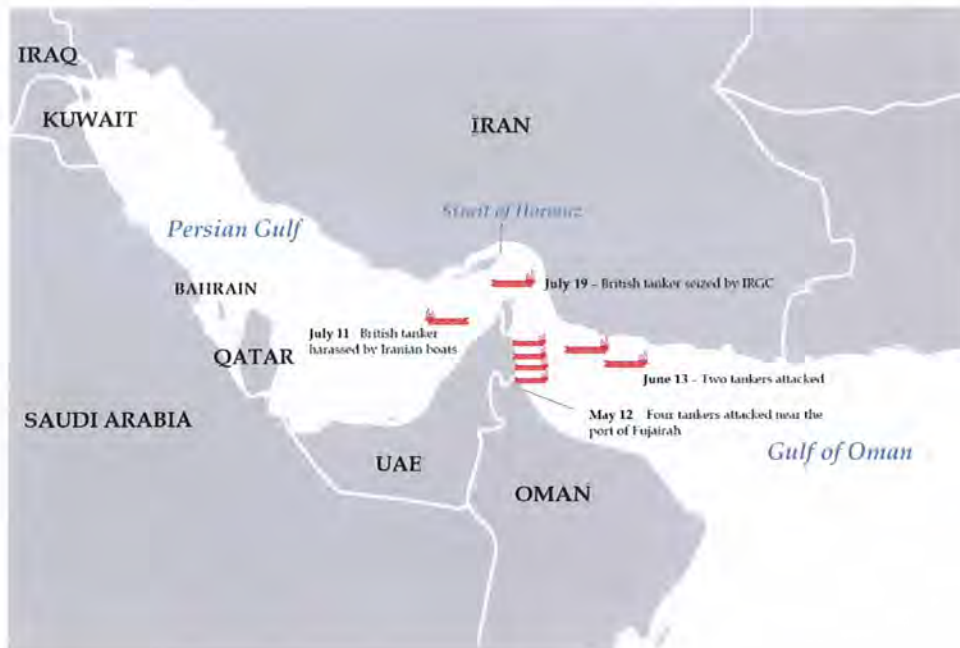 IRAQ
KUWAIT
IRAN
Strait of Hormuz
Persian Gulf
July 19 – British tanker seized by IRGC
BAHRAIN
July 11 British tanker
harassed by Iranian boats
QATAR
June 13 – Two tankers attacked
May 12 Four tankers attacked near the
port of Fujairah
SAUDI ARABIA
Gulf of Oman
UAE
OMAN